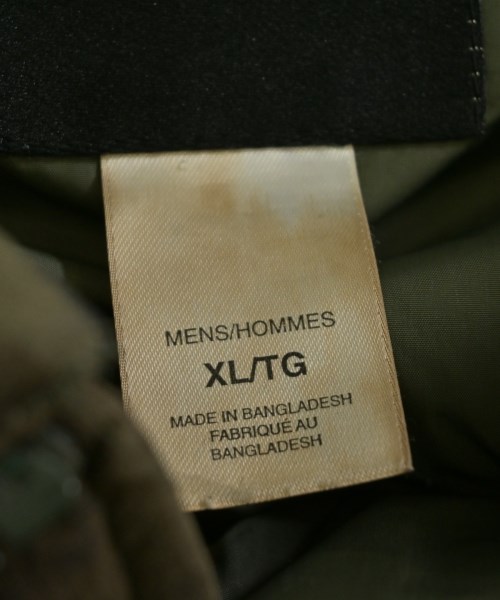 MENS/HOMMES
XL/TG
MADE IN BANGLADESH
FABRIQUÉ AU
BANGLADESH